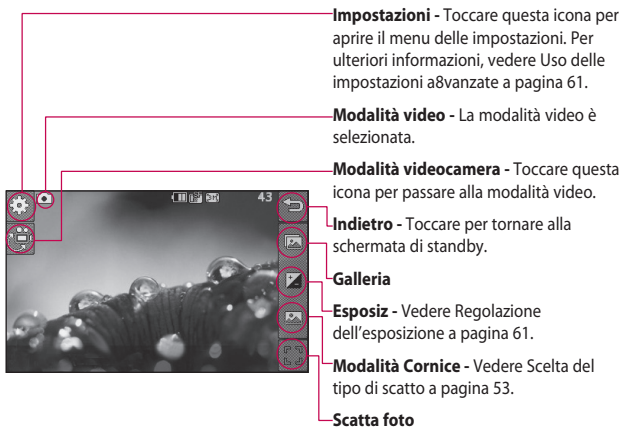 Impostazioni - Toccare questa icona per
aprire il menu delle impostazioni. Per
ulteriori informazioni, vedere Uso delle
impostazioni a8vanzate a pagina 61.
Modalità video - La modalità video è
selezionata.
Modalità videocamera - Toccare questa
icona per passare alla modalità video.
43
Indietro - Toccare per tornare alla
schermata di standby.
Galleria
Esposiz - Vedere Regolazione
dell'esposizione a pagina 61.
Modalità Cornice - Vedere Scelta del
tipo di scatto a pagina 53.
Scatta foto